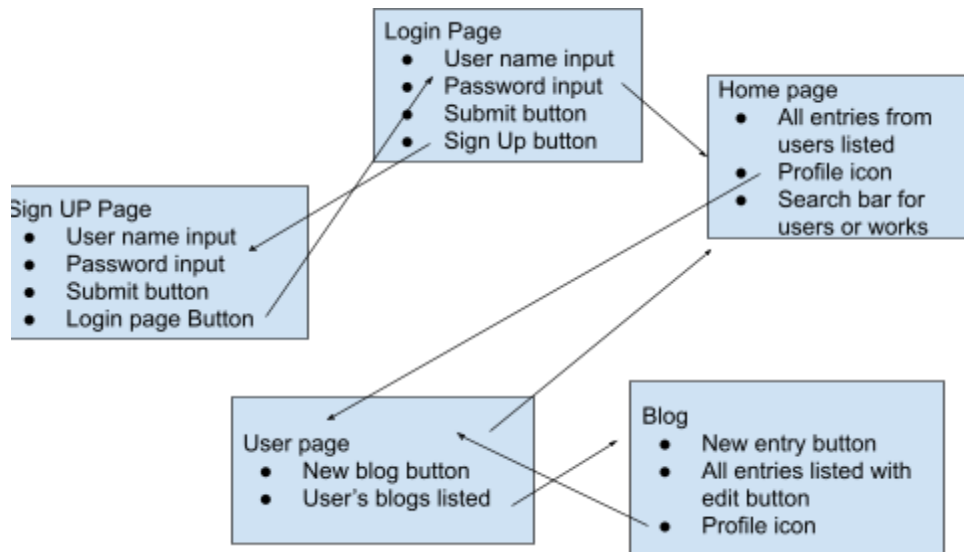 Login Page
● User name input
● Password input
● Submit button
● Sign Up button
Home page
● All entries from
users listed
● Profile icon
● Search bar for
users or works
Sign UP Page
● User name input
● Password input
● Submit button
● Login page Button
User page
● New blog button
● User's blogs listed
Blog
● New entry button
● All entries listed with
edit button
● Profile icon